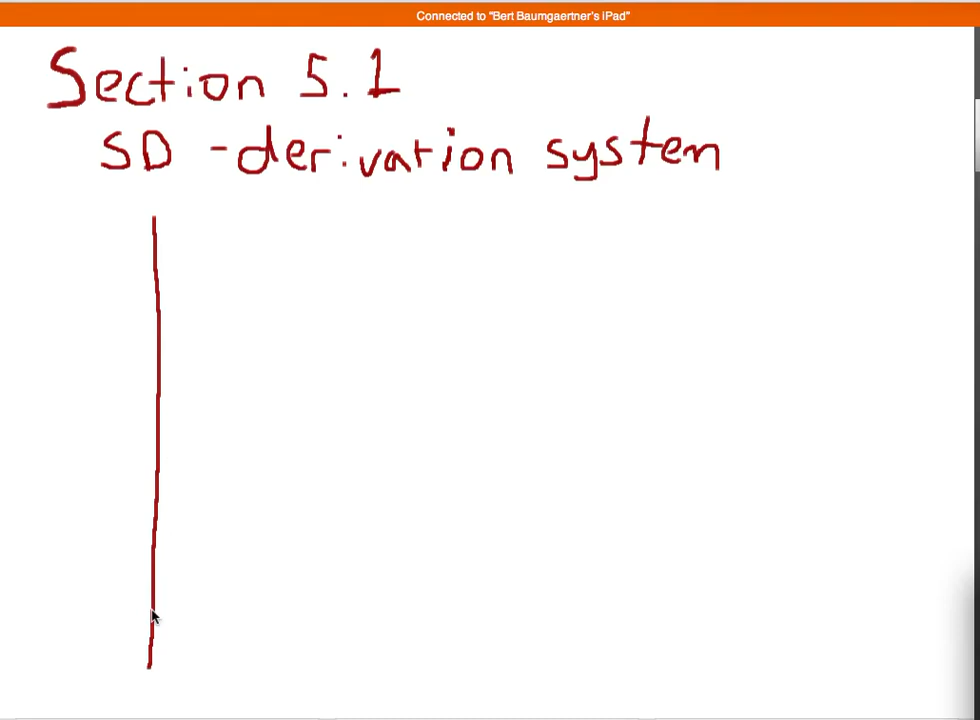 Connected to "Bert Baumgaertner's iPad"
Section 5.1
SD - derivation system